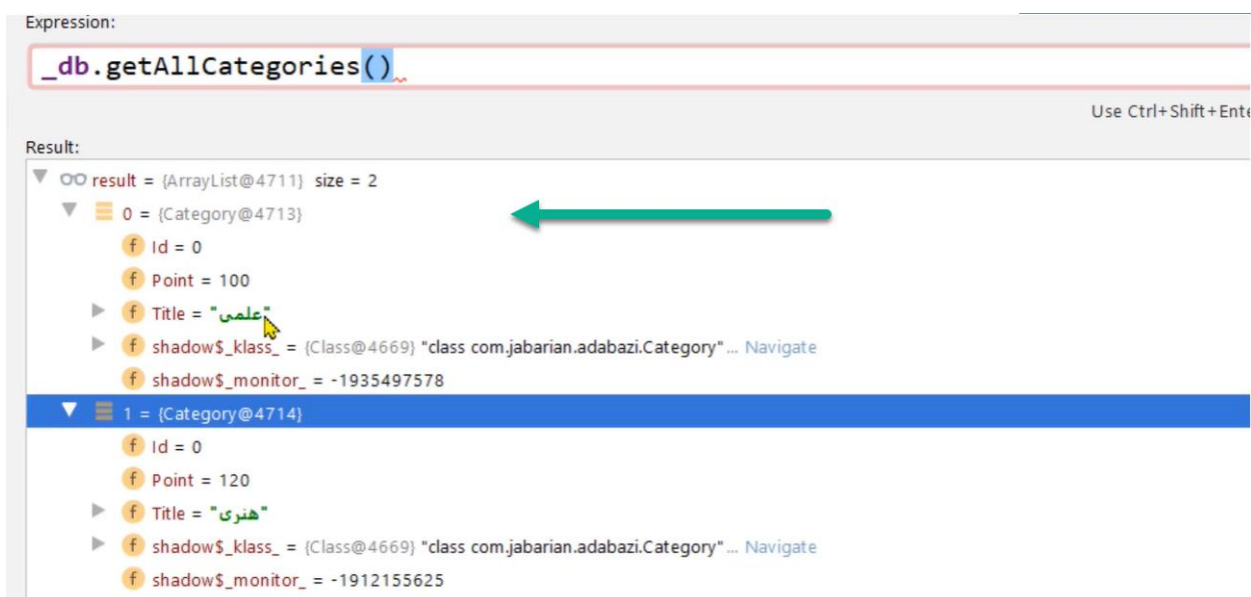 Expression:
_db.getAllCategories()
Use Ctrl+Shift+Ente
Result:
result = {ArrayList@4711} size = 2
0 = {Category@4713}
f Id = 0
f Point = 100
f Title = "علمی"
f shadow$_klass_ = {Class@4669} "class com.jabarian.adabazi.Category"... Navigate
f shadow$_monitor_ = -1935497578
1 = {Category@4714}
f Id = 0
f Point = 120
f Title = "هنری"
f shadow$_klass_ = {Class@4669} "class com.jabarian.adabazi.Category"... Navigate
f shadow$_monitor_ = -1912155625